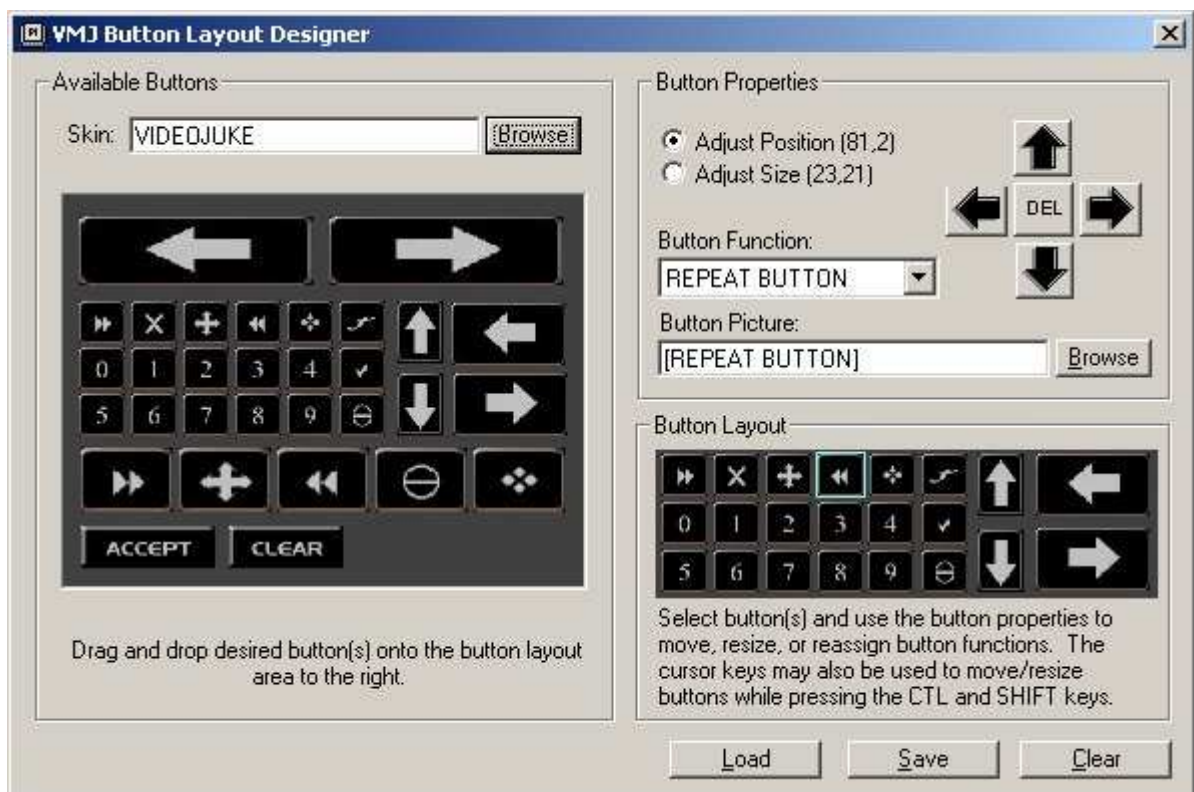 VMJ Button Layout Designer
Available Buttons
Skin: VIDEOJUKE Browse
0 1 2 3 4
5 6 7 8 9
ACCEPT CLEAR
Drag and drop desired button(s) onto the button layout
area to the right.
Button Properties
Adjust Position (81,2)
Adjust Size (23,21)
DEL
Button Function:
REPEAT BUTTON
Button Picture:
[REPEAT BUTTON] Browse
Button Layout
0 1 2 3 4
5 6 7 8 9
Select button(s) and use the button properties to
move, resize, or reassign button functions. The
cursor keys may also be used to move/resize
buttons while pressing the CTL and SHIFT keys.
Load Save Clear